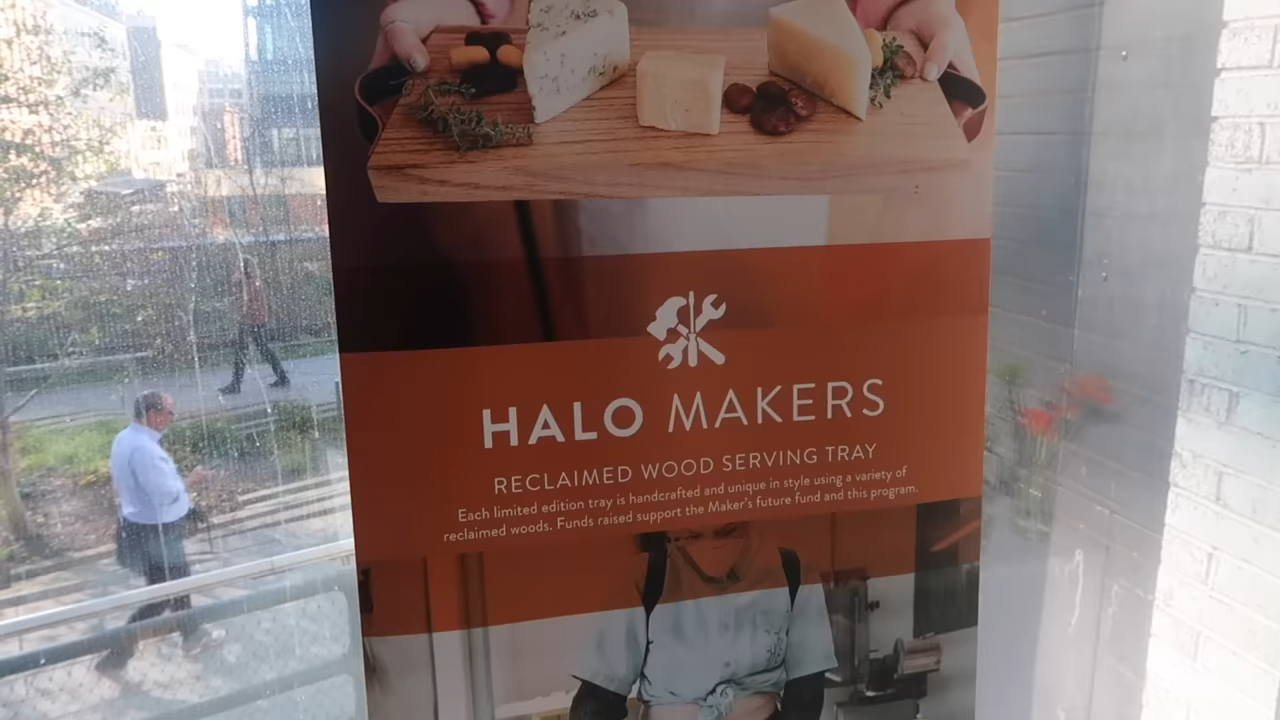 HALO MAKERS
RECLAIMED WOOD SERVING TRAY
Each limited edition tray is handcrafted and unique in style using a variety of
reclaimed woods. Funds raised support the Maker's future fund and this program.